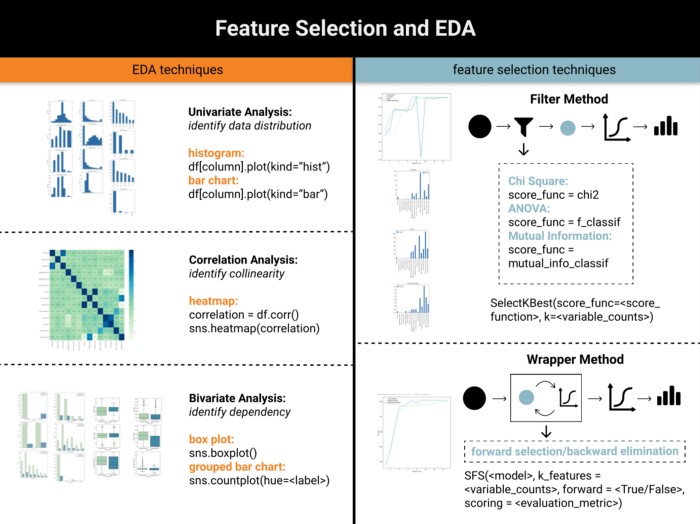 Feature Selection and EDA
EDA techniques
Univariate Analysis:
identify data distribution
histogram:
df[column].plot(kind="hist")
bar chart:
df[column].plot(kind="bar")
Correlation Analysis:
identify collinearity
heatmap:
correlation = df.corr()
sns.heatmap(correlation)
Bivariate Analysis:
identify dependency
box plot:
sns.boxplot()
grouped bar chart:
sns.countplot(hue=<label>)
feature selection techniques
Filter Method
Chi Square:
score_func = chi2
ANOVA:
score_func = f_classif
Mutual Information:
score_func =
mutual_info_classif
SelectKBest(score_func=<score_
function>, k=<variable_counts>)
Wrapper Method
forward selection/backward elimination
SFS(<model>, k_features =
<variable_counts>, forward = <True/False>,
scoring = <evaluation_metric>)